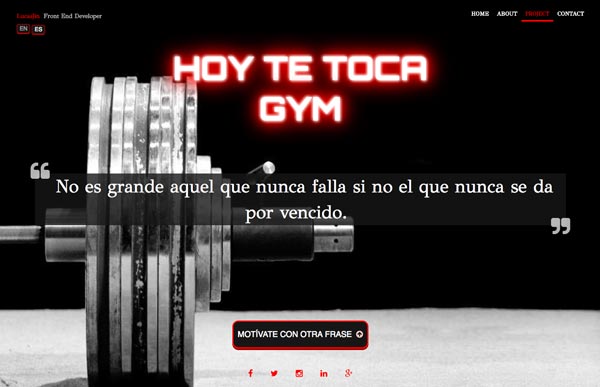 Front End Developer
HOME ABOUT PROJECT CONTACT
EN ES
HOY TE TOCA
GYM
“
No es grande aquel que nunca falla si no el que nunca se da
por vencido.
”
MOTÍVATE CON OTRA FRASE